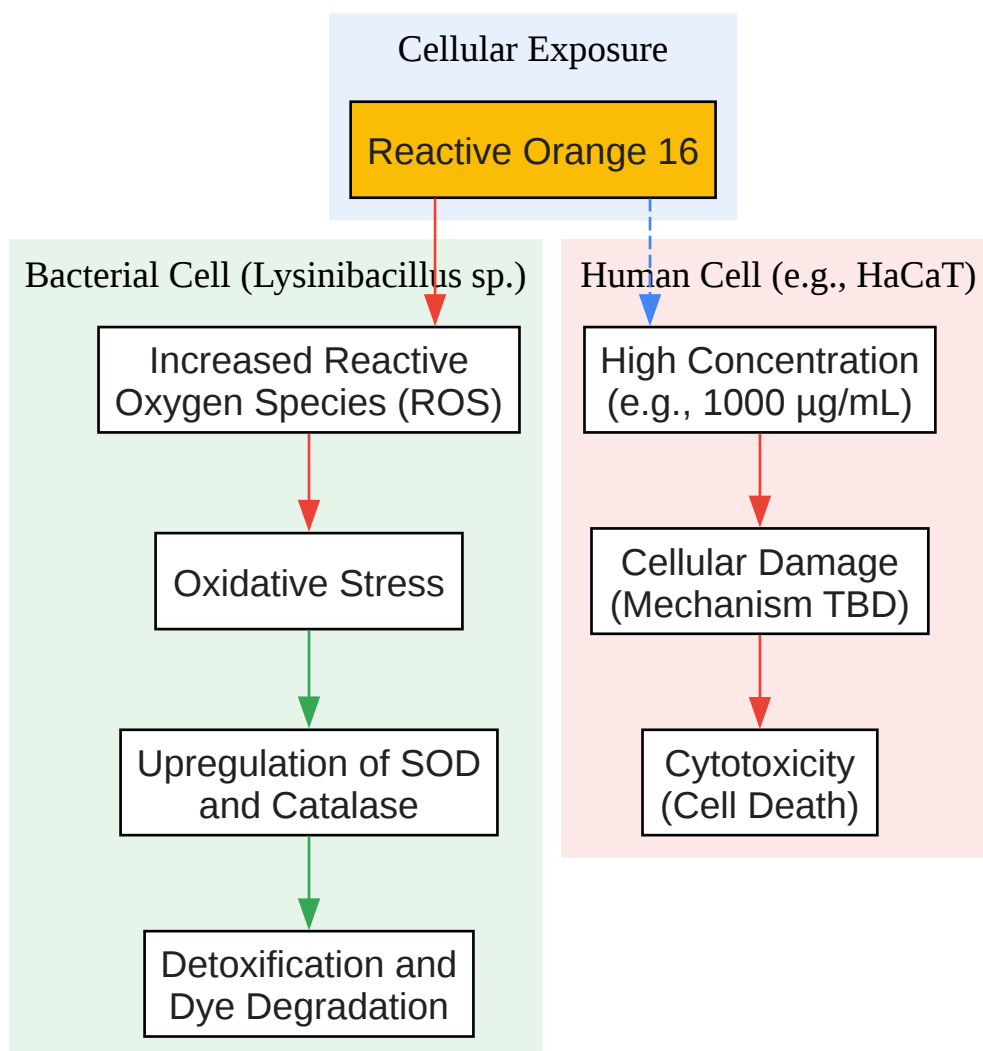 Cellular Exposure
Reactive Orange 16
Bacterial Cell (Lysinibacillus sp.)
Increased Reactive
Oxygen Species (ROS)
Oxidative Stress
Upregulation of SOD
and Catalase
Detoxification and
Dye Degradation
Human Cell (e.g., HaCaT)
High Concentration
(e.g., 1000 µg/mL)
Cellular Damage
(Mechanism TBD)
Cytotoxicity
(Cell Death)